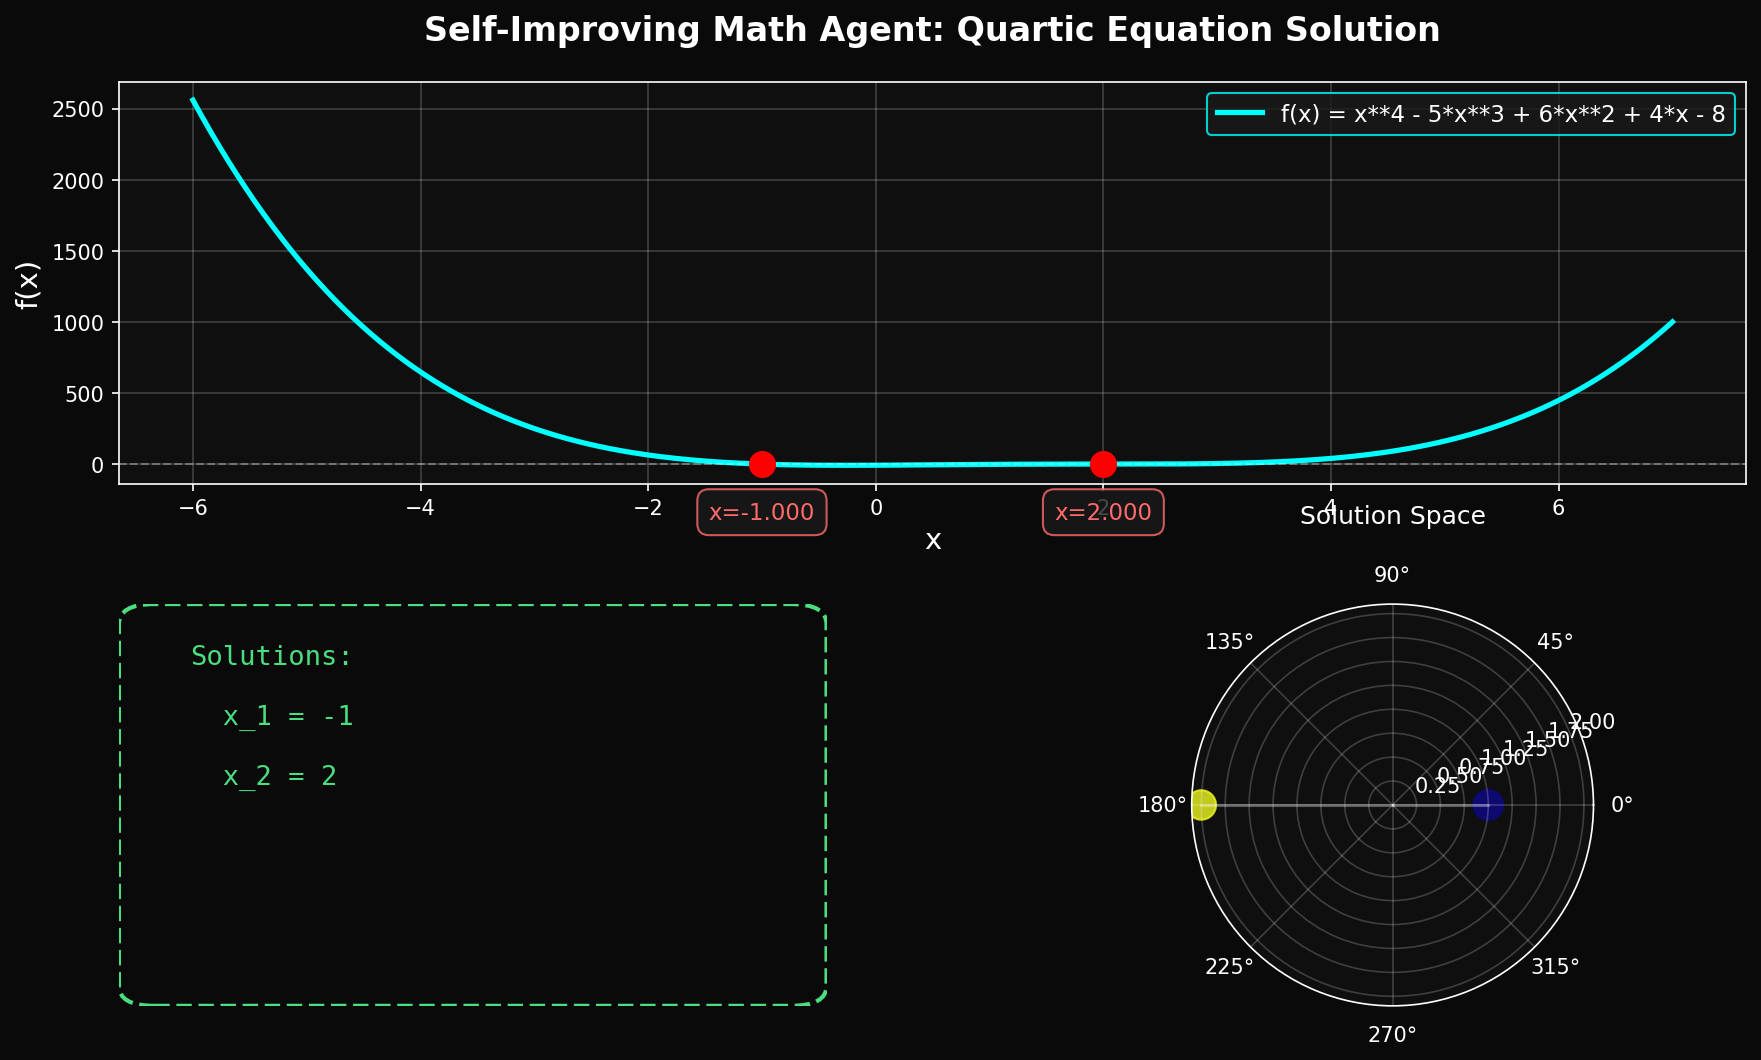 Self-Improving Math Agent: Quartic Equation Solution
f(x) = x**4 - 5*x**3 + 6*x**2 + 4*x - 8
2500
2000
1500
1000
500
0
f(x)
−6
−4
−2
0
2
4
6
x=-1.000
x=2.000
x
Solution Space
Solutions:
x_1 = -1
x_2 = 2
90°
135°
45°
180°
0°
225°
315°
270°
0.25
0.50
0.75
1.00
1.25
1.50
1.75
2.00